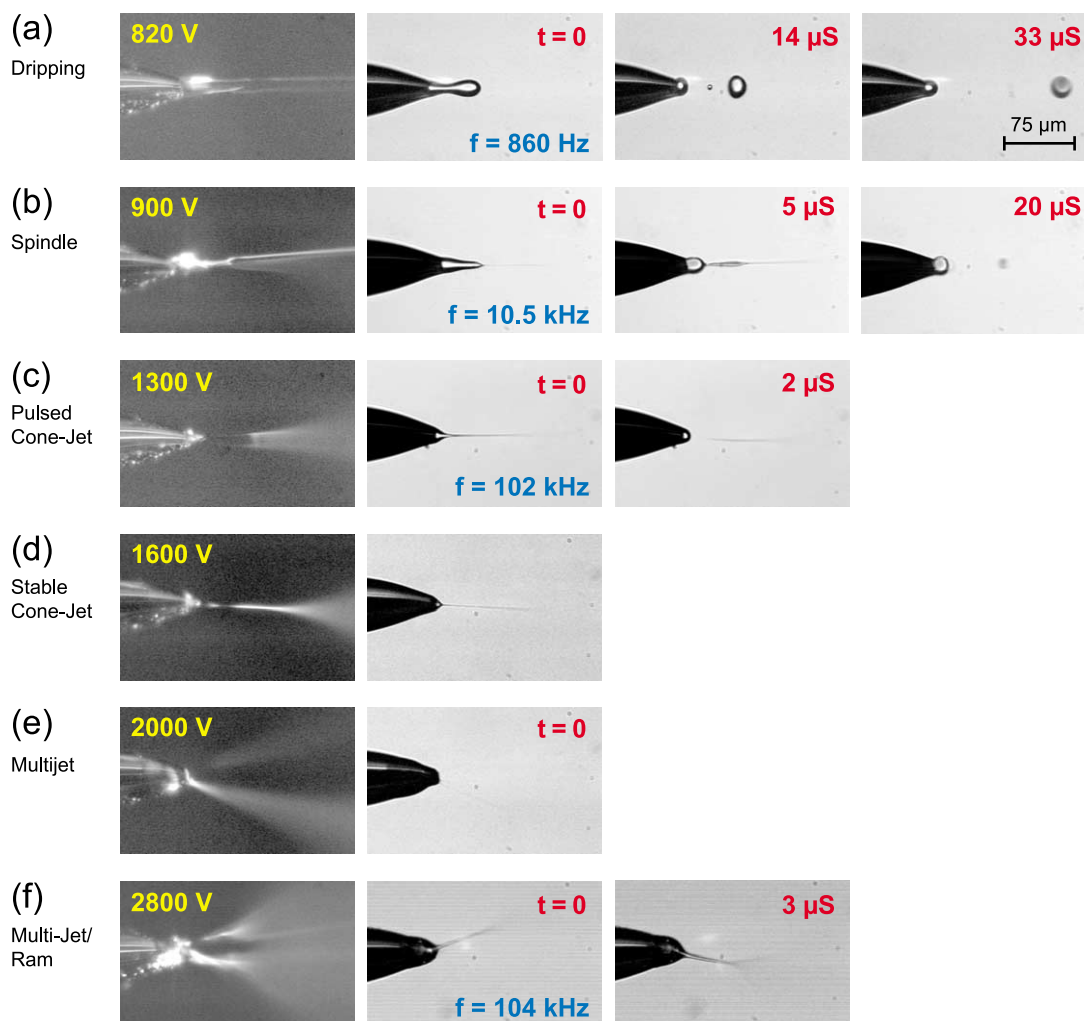 (a)
Dripping
820 V
t = 0
f = 860 Hz
14 µS
33 µS
75 µm
(b)
Spindle
900 V
t = 0
f = 10.5 kHz
5 µS
20 µS
(c)
Pulsed
Cone-Jet
1300 V
t = 0
f = 102 kHz
2 µS
(d)
Stable
Cone-Jet
1600 V
(e)
Multijet
2000 V
t = 0
(f)
Multi-Jet/
Ram
2800 V
t = 0
f = 104 kHz
3 µS